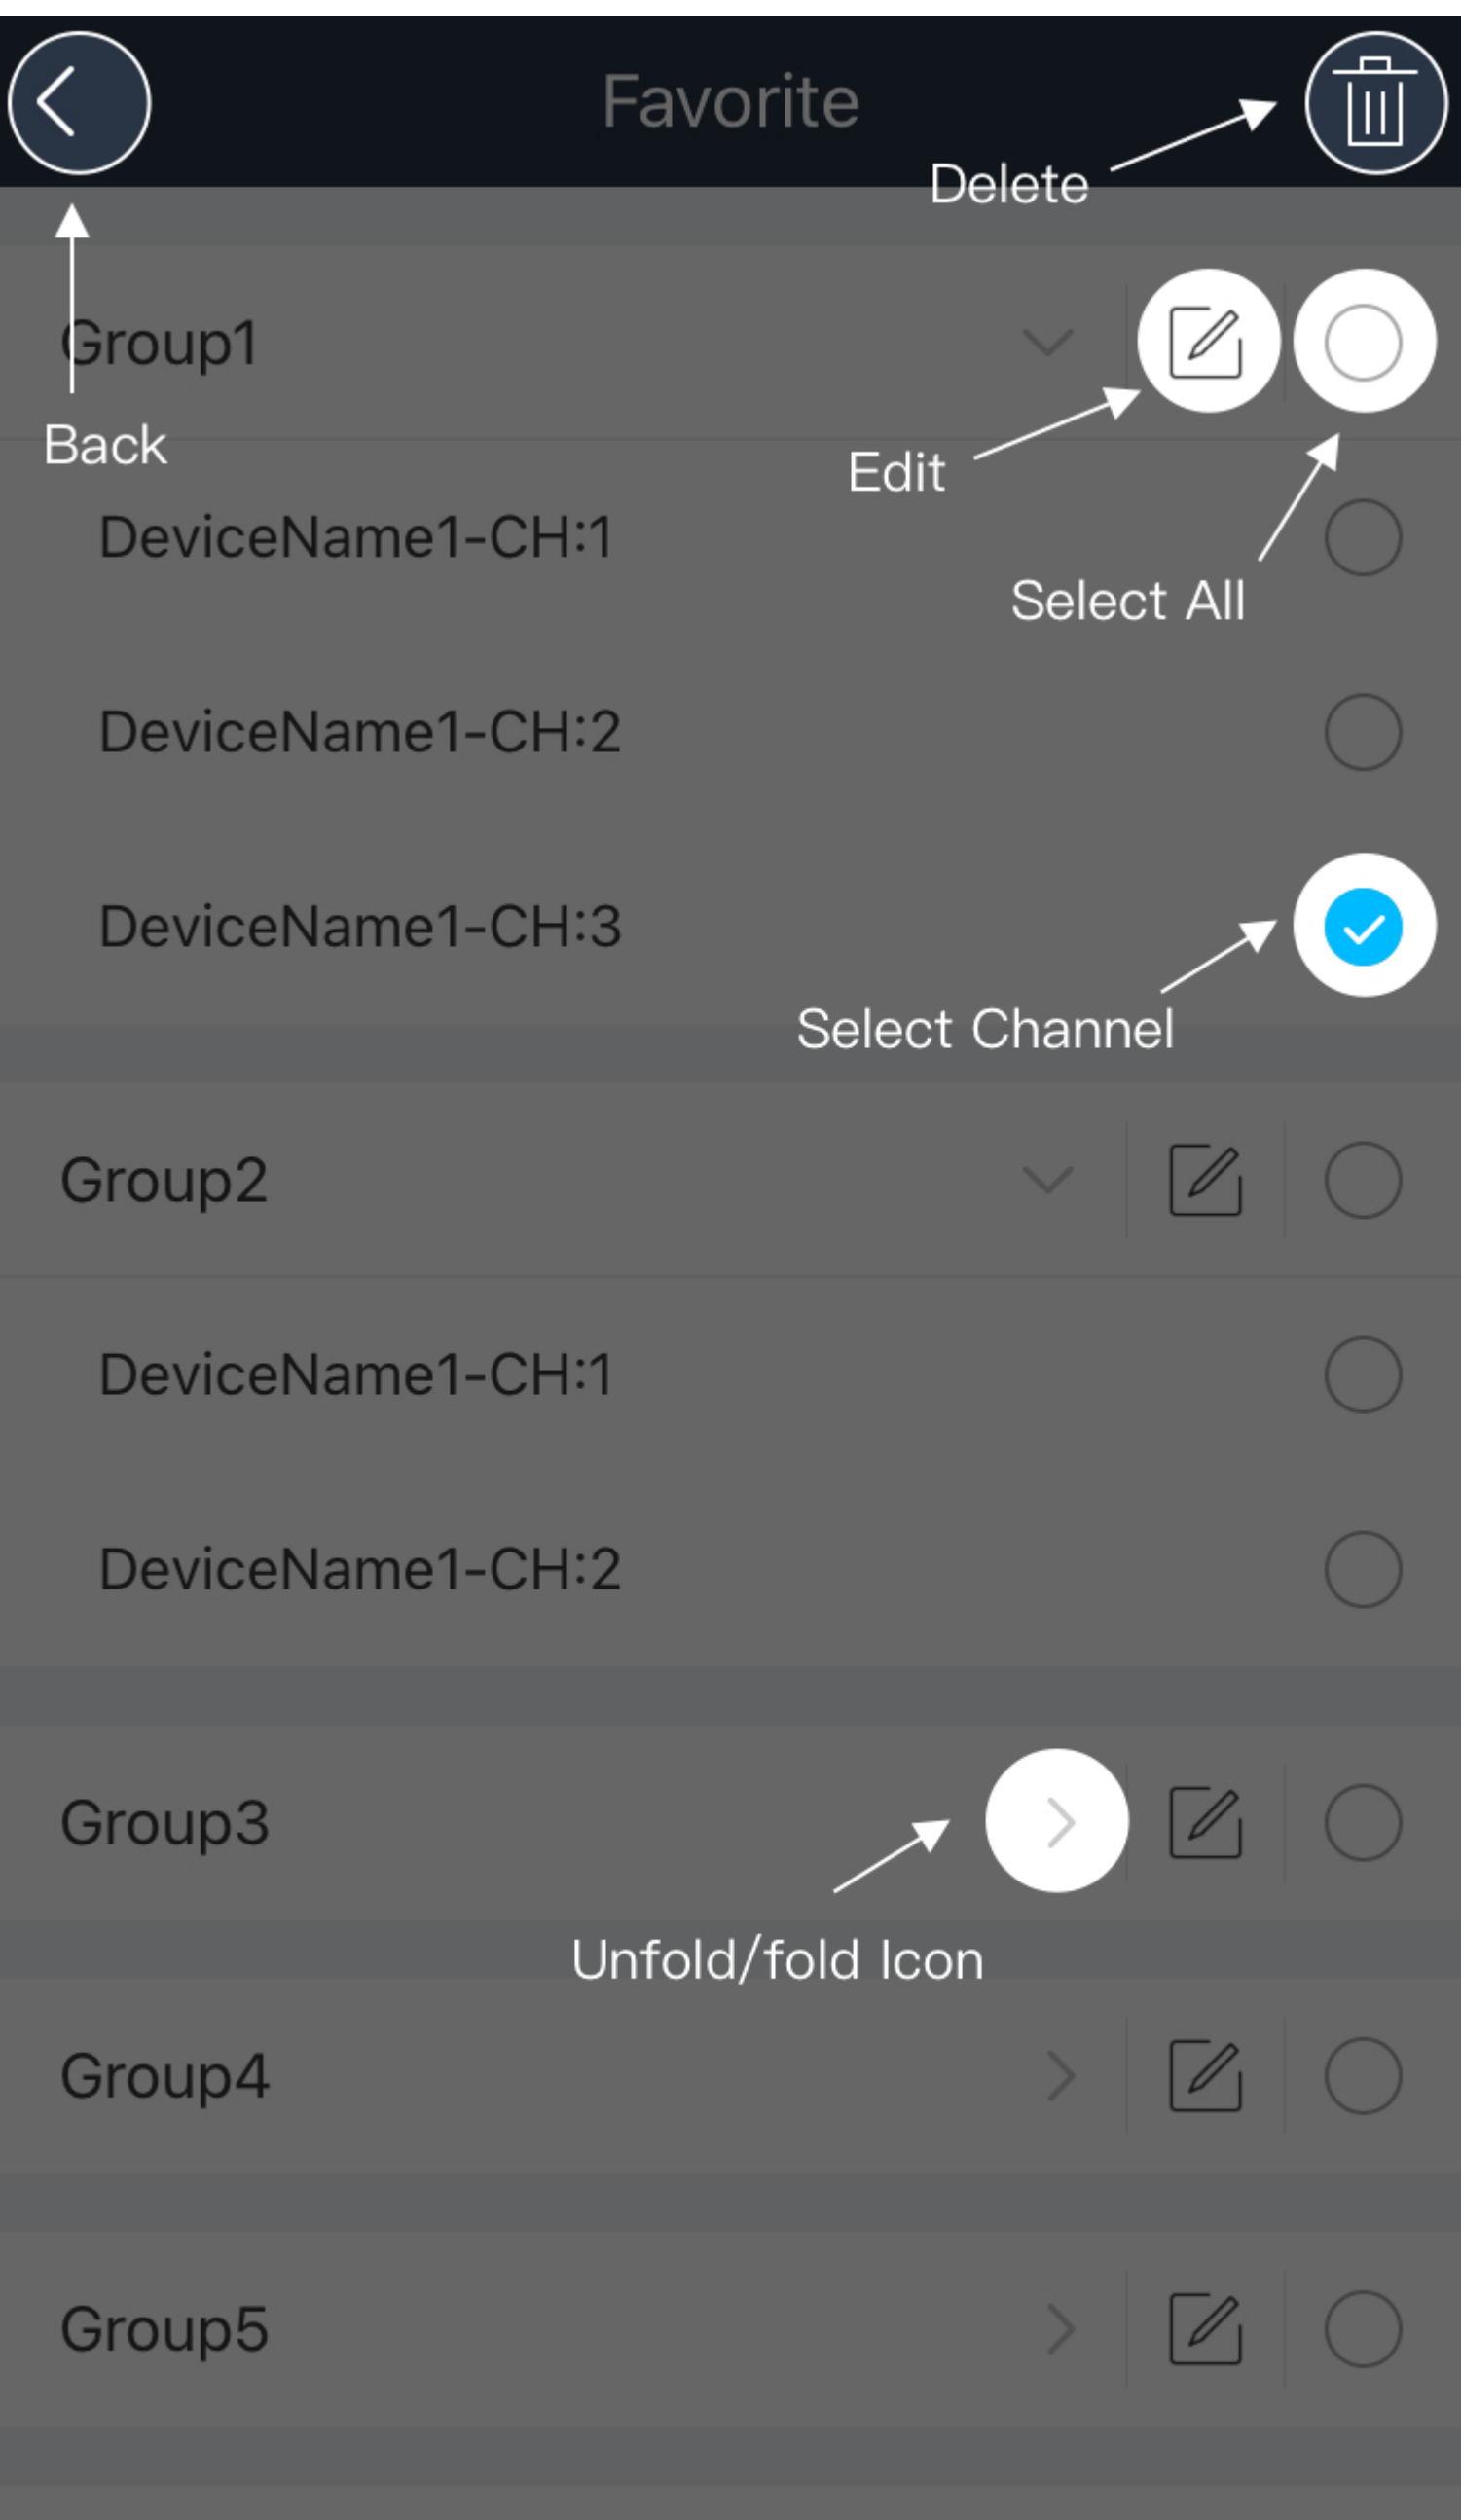 Favorite
Delete
Group1
Back
Edit
DeviceName1-CH:1
Select All
DeviceName1-CH:2
DeviceName1-CH:3
Select Channel
Group2
DeviceName1-CH:1
DeviceName1-CH:2
Group3
Unfold/fold Icon
Group4
Group5